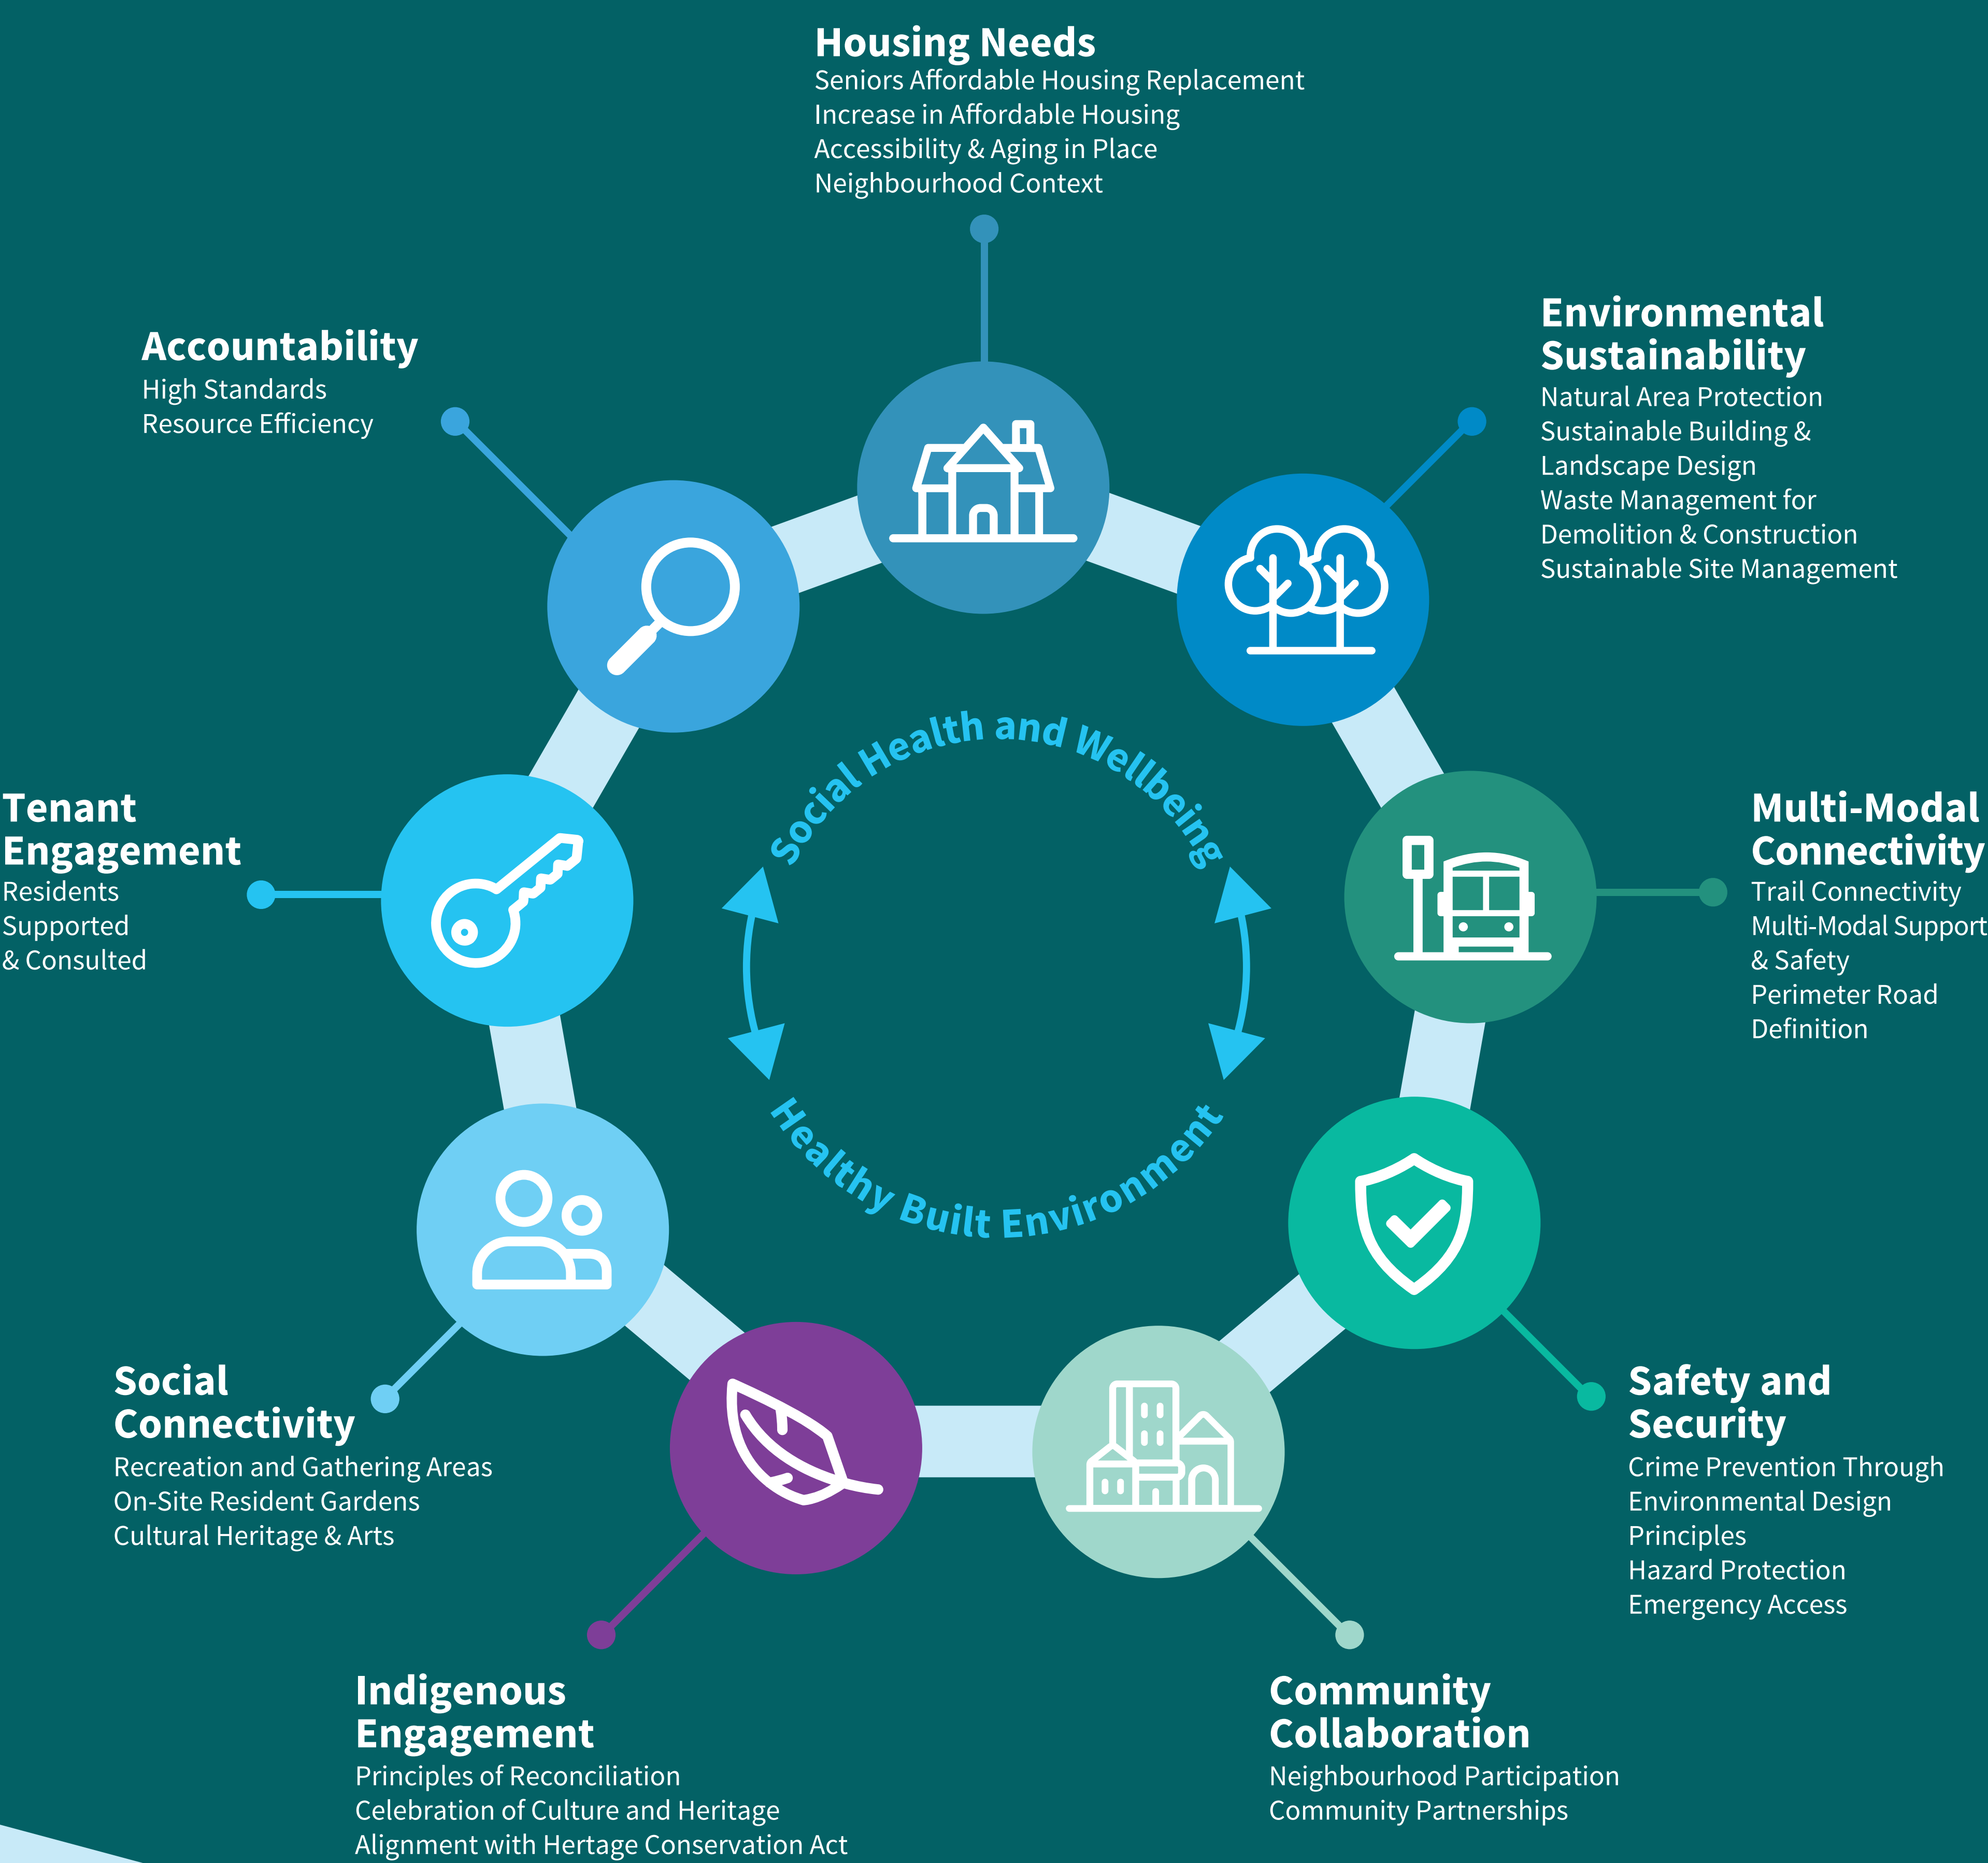 Housing Needs
Seniors Affordable Housing Replacement
Increase in Affordable Housing
Accessibility & Aging in Place
Neighbourhood Context
Environmental
Sustainability
Natural Area Protection
Sustainable Building &
Landscape Design
Waste Management for
Demolition & Construction
Sustainable Site Management
Multi-Modal
Connectivity
Trail Connectivity
Multi-Modal Support
& Safety
Perimeter Road
Definition
Safety and
Security
Crime Prevention Through
Environmental Design
Principles
Hazard Protection
Emergency Access
Community
Collaboration
Neighbourhood Participation
Community Partnerships
Indigenous
Engagement
Principles of Reconciliation
Celebration of Culture and Heritage
Alignment with Hertage Conservation Act
Social
Connectivity
Recreation and Gathering Areas
On-Site Resident Gardens
Cultural Heritage & Arts
Tenant
Engagement
Residents
Supported
& Consulted
Accountability
High Standards
Resource Efficiency
Social Health and Wellbeing
Healthy Built Environment